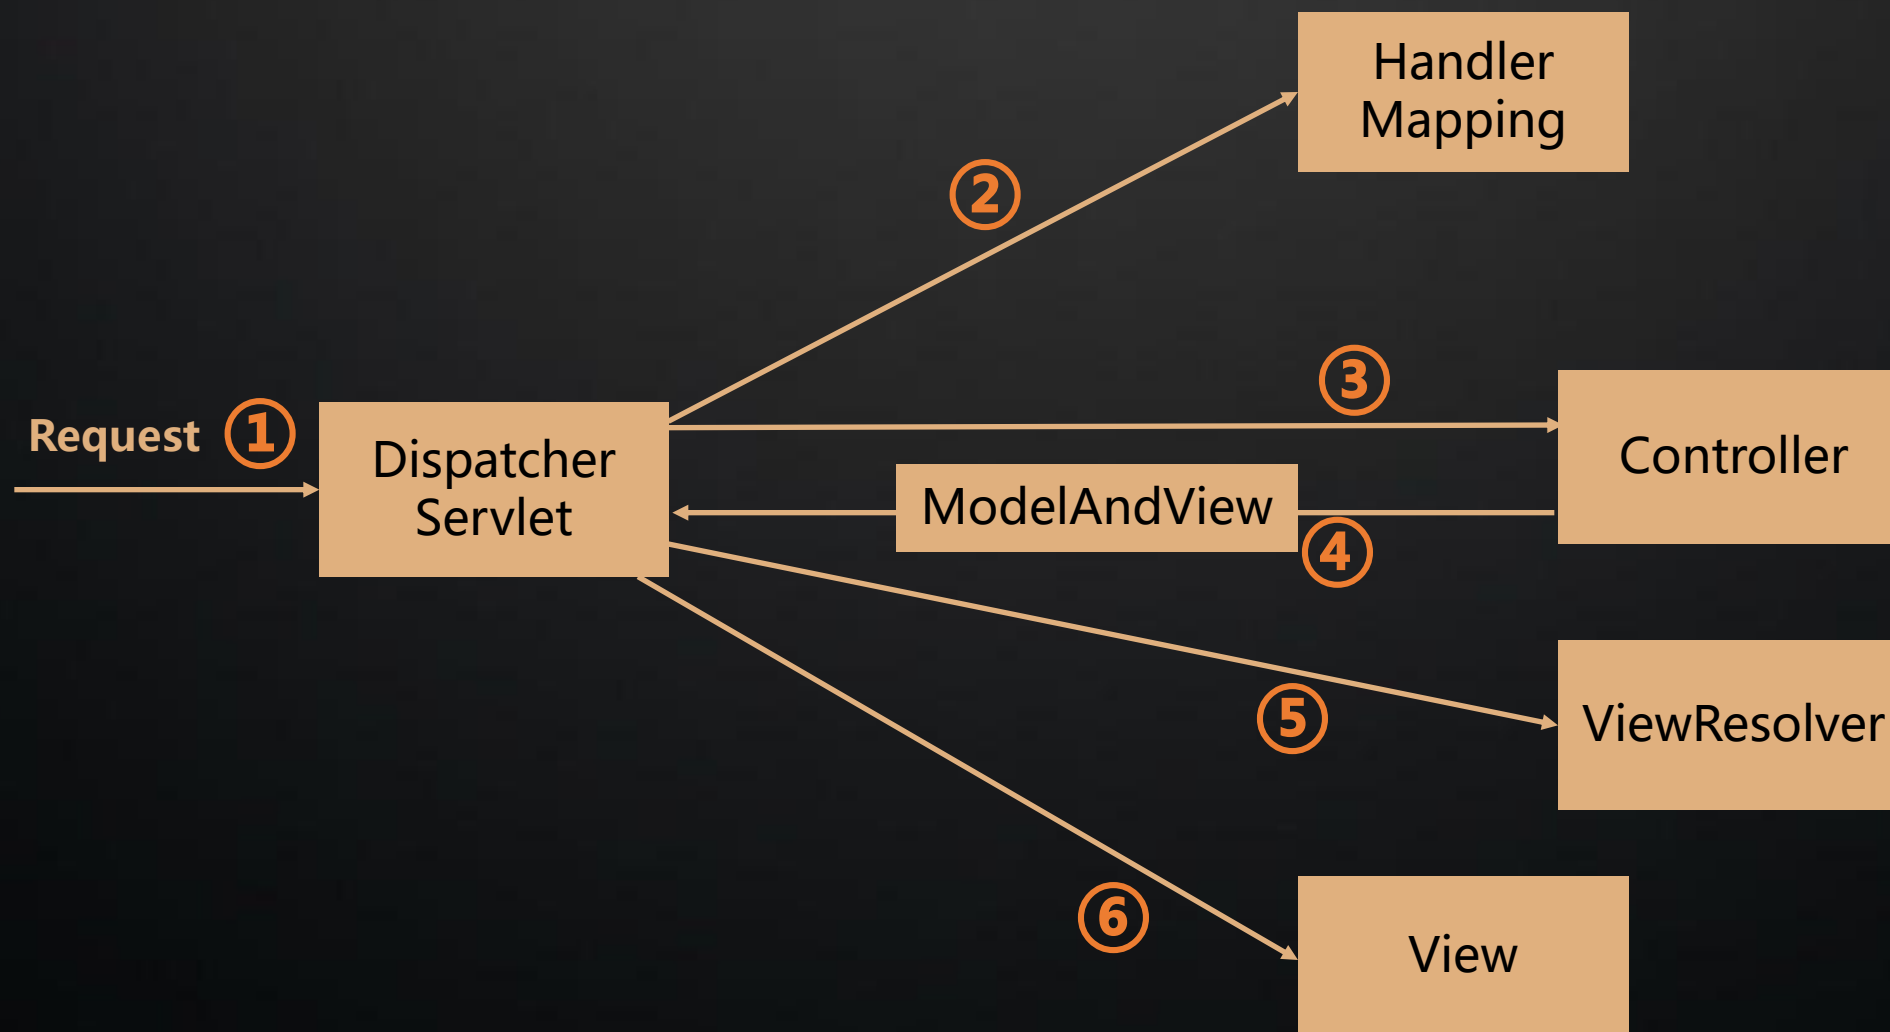 Handler
Mapping
②
③
Request ①
Dispatcher
Servlet
Controller
ModelAndView
④
⑤
ViewResolver
⑥
View